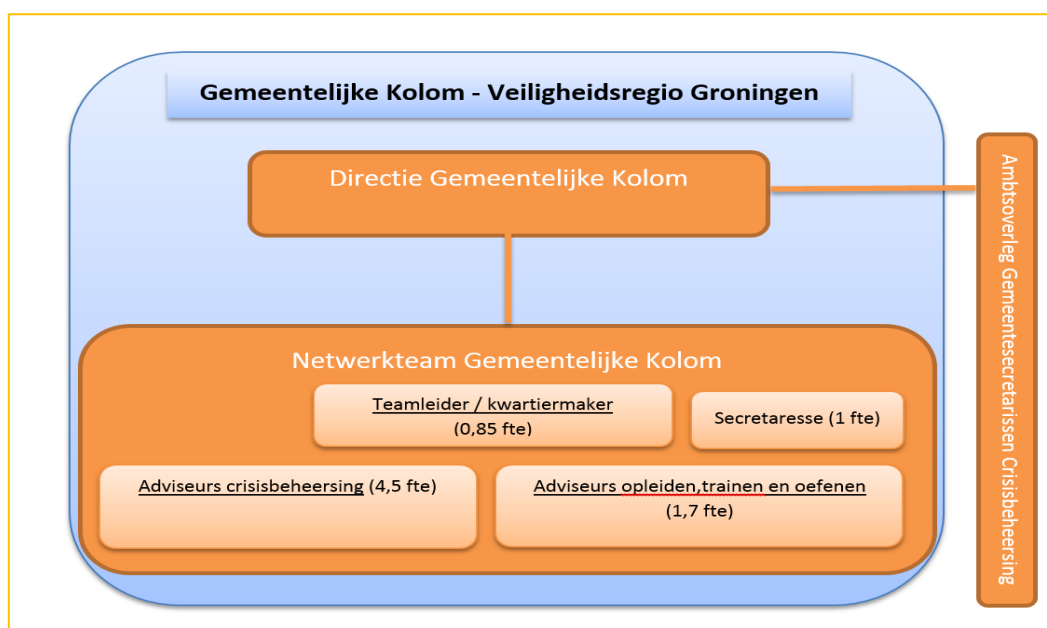 Gemeentelijke Kolom - Veiligheidsregio Groningen
Directie Gemeentelijke Kolom
Ambtsoverleg Gemeentesecretarissen Crisisbeheersing
Netwerkteam Gemeentelijke Kolom
Teamleider / kwartiermaker
(0,85 fte)
Secretaresse (1 fte)
Adviseurs crisisbeheersing (4,5 fte)
Adviseurs opleiden,trainen en oefenen
(1,7 fte)